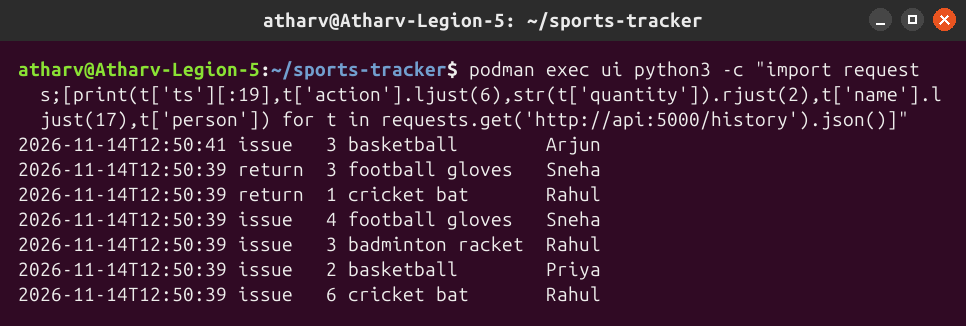 atharv@Atharv-Legion-5: ~/sports-tracker
atharv@Atharv-Legion-5:~/sports-tracker$ podman exec ui python3 -c "import request
s;[print(t['ts'][:19],t['action'].ljust(6),str(t['quantity']).rjust(2),t['name'].l
just(17),t['person']) for t in requests.get('http://api:5000/history').json()]"
2026-11-14T12:50:41 issue   3 basketball        Arjun
2026-11-14T12:50:39 return  3 football gloves   Sneha
2026-11-14T12:50:39 return  1 cricket bat       Rahul
2026-11-14T12:50:39 issue   4 football gloves   Sneha
2026-11-14T12:50:39 issue   3 badminton racket  Rahul
2026-11-14T12:50:39 issue   2 basketball        Priya
2026-11-14T12:50:39 issue   6 cricket bat       Rahul